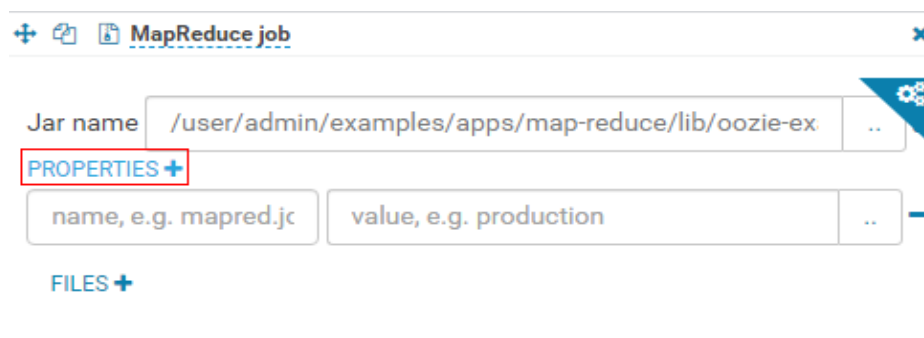 MapReduce job
Jar name /user/admin/examples/apps/map-reduce/lib/oozie-ex ..
PROPERTIES
name, e.g. mapred.jc value, e.g. production ..
FILES